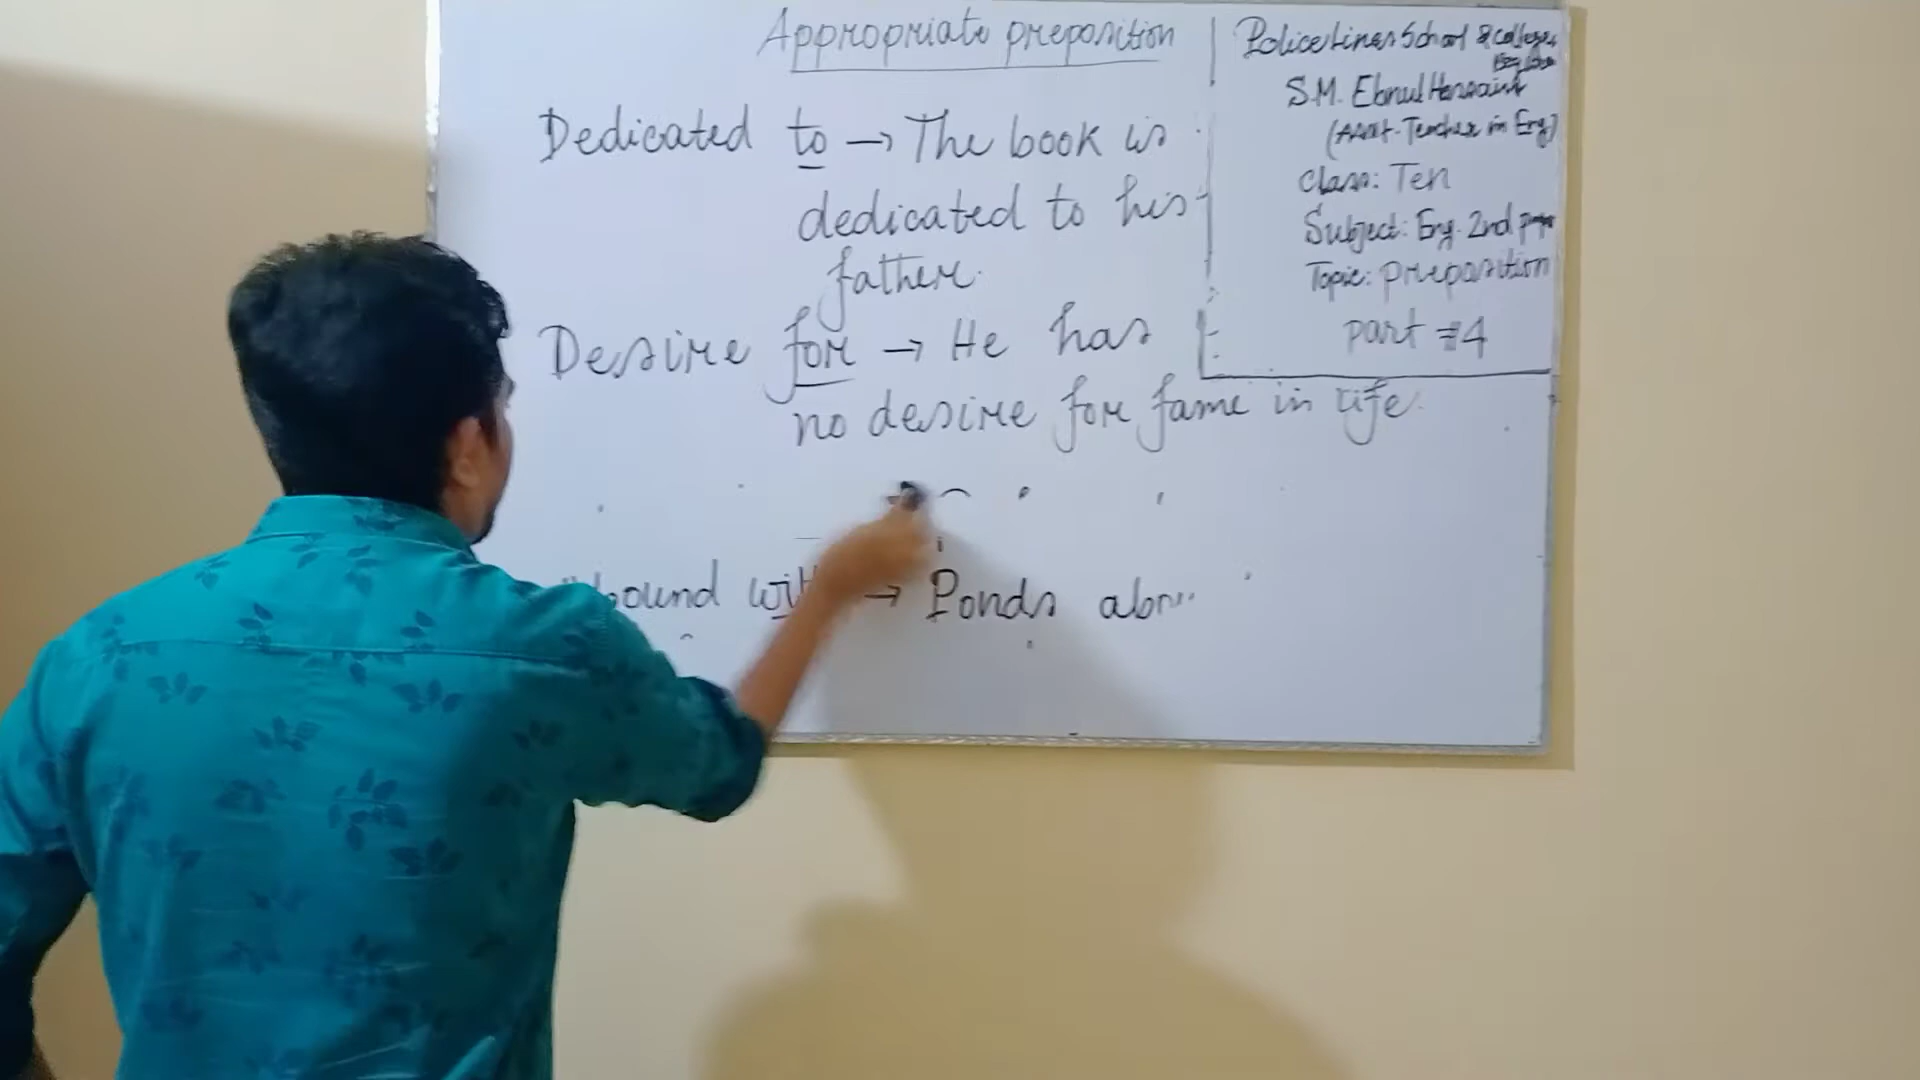 Appropriate preposition
Dedicated to → The book is
dedicated to his
father.
Desire for → He has
no desire for fame in life.
bound → Ponds
Police Lines School & College,
S.M. Ebnul Hossain
(Asst. Teacher in Eng)
Class: Ten
Subject: Eng. 2nd paper
Topic: Preposition
part #4